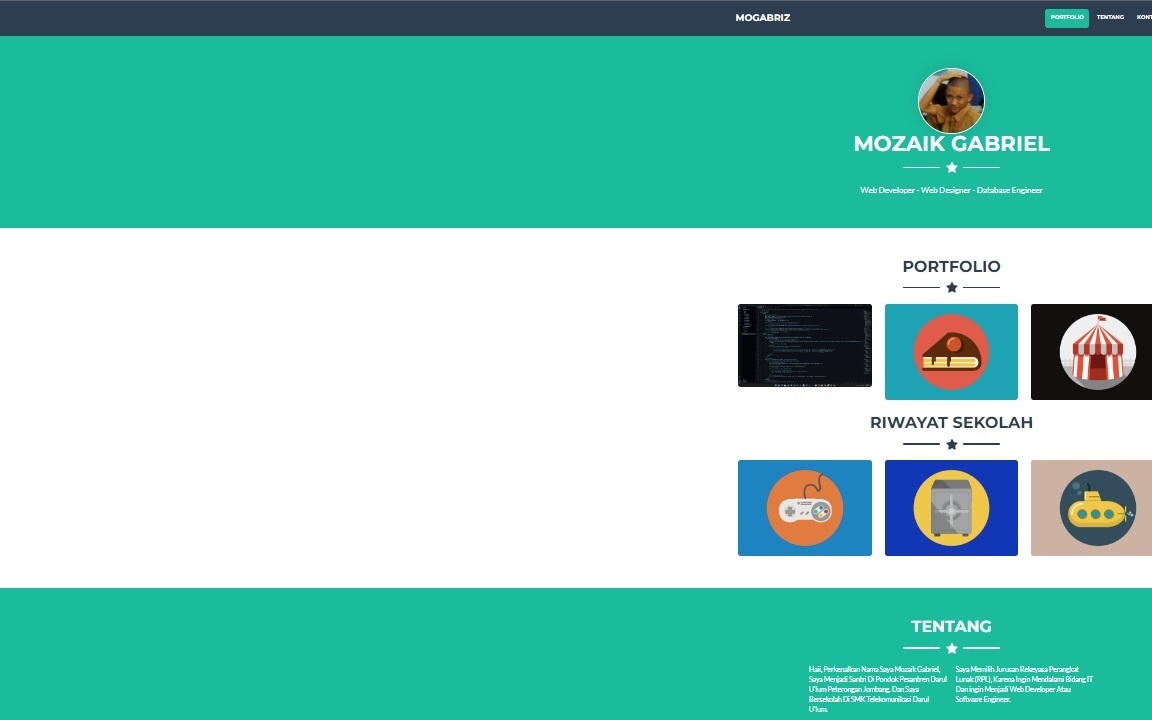 MOGABRIZ
PORTFOLIO
TENTANG
MOZAIK GABRIEL
Web Developer - Web Designer - Database Engineer
PORTFOLIO
RIWAYAT SEKOLAH
TENTANG
Haii, Perkenalkan Nama Saya Mozaik Gabriel,
Saya Menjadi Santri Di Pondok Pesantren Darul
U'lum Peterongan Jombang. Dan Saya
Bersekolah Di SMK Telekomunikasi Darul
U'lum.
Saya Memilih Jurusan Rekeyasa Perangkat
Lunak (RPL), Karena Ingin Mendalami Bidang IT
Dan ingin Menjadi Web Developer Atau
Software Engineer.